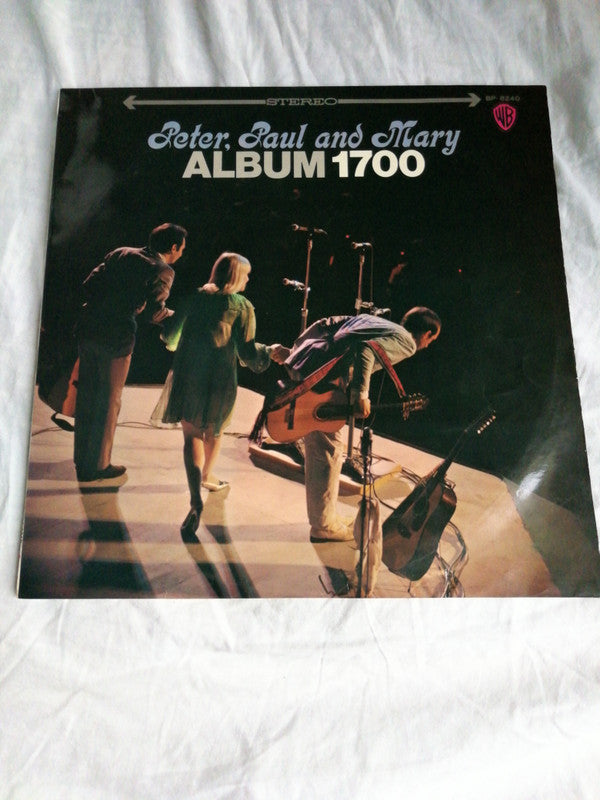 STEREO
BP-8240
WB
Peter, Paul and Mary
ALBUM 1700